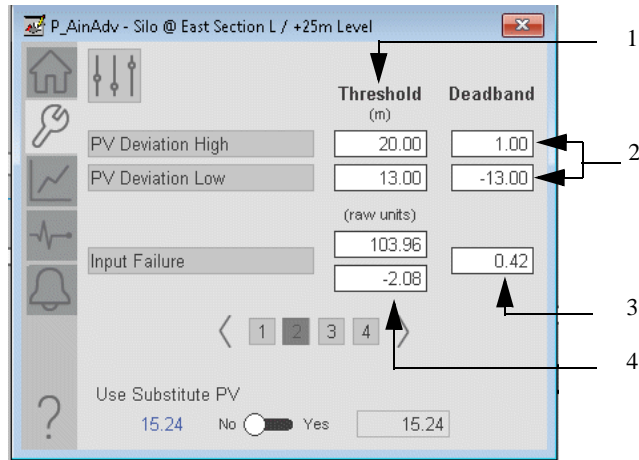 P_AinAdv - Silo @ East Section L / +25m Level
1
Threshold Deadband
(m)
PV Deviation High 20.00 1.00
2
PV Deviation Low 13.00 -13.00
(raw units)
103.96
Input Failure 0.42
-2.08
3
1 2 3 4
4
Use Substitute PV
? 15.24 No Yes 15.24